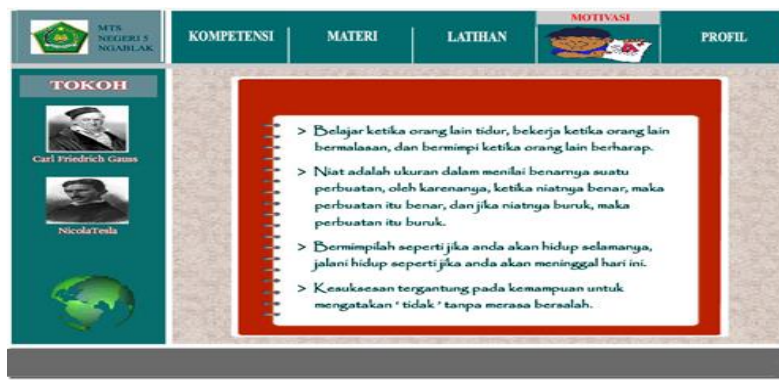 MTS
NEGERI 5
NGABLAK
KOMPETENSI
MATERI
LATIHAN
MOTIVASI
PROFIL
TOKOH
Carl Friedrich Gauss
NicolaTesla
> Belajar ketika orang lain tidur, bekerja ketika orang lain
bermalasan, dan bermimpi ketika orang lain berharap.
> Niat adalah ukuran dalam menilai benarnya suatu
perbuatan, oleh karenanya, ketika niatnya benar, maka
perbuatan itu benar, dan jika niatnya buruk, maka
perbuatan itu buruk.
> Bermimpilah seperti jika anda akan hidup selamanya,
jalani hidup seperti jika anda akan meninggal hari ini.
> Kesuksesan tergantung pada kemampuan untuk
mengatakan ' tidak ' tanpa merasa bersalah.